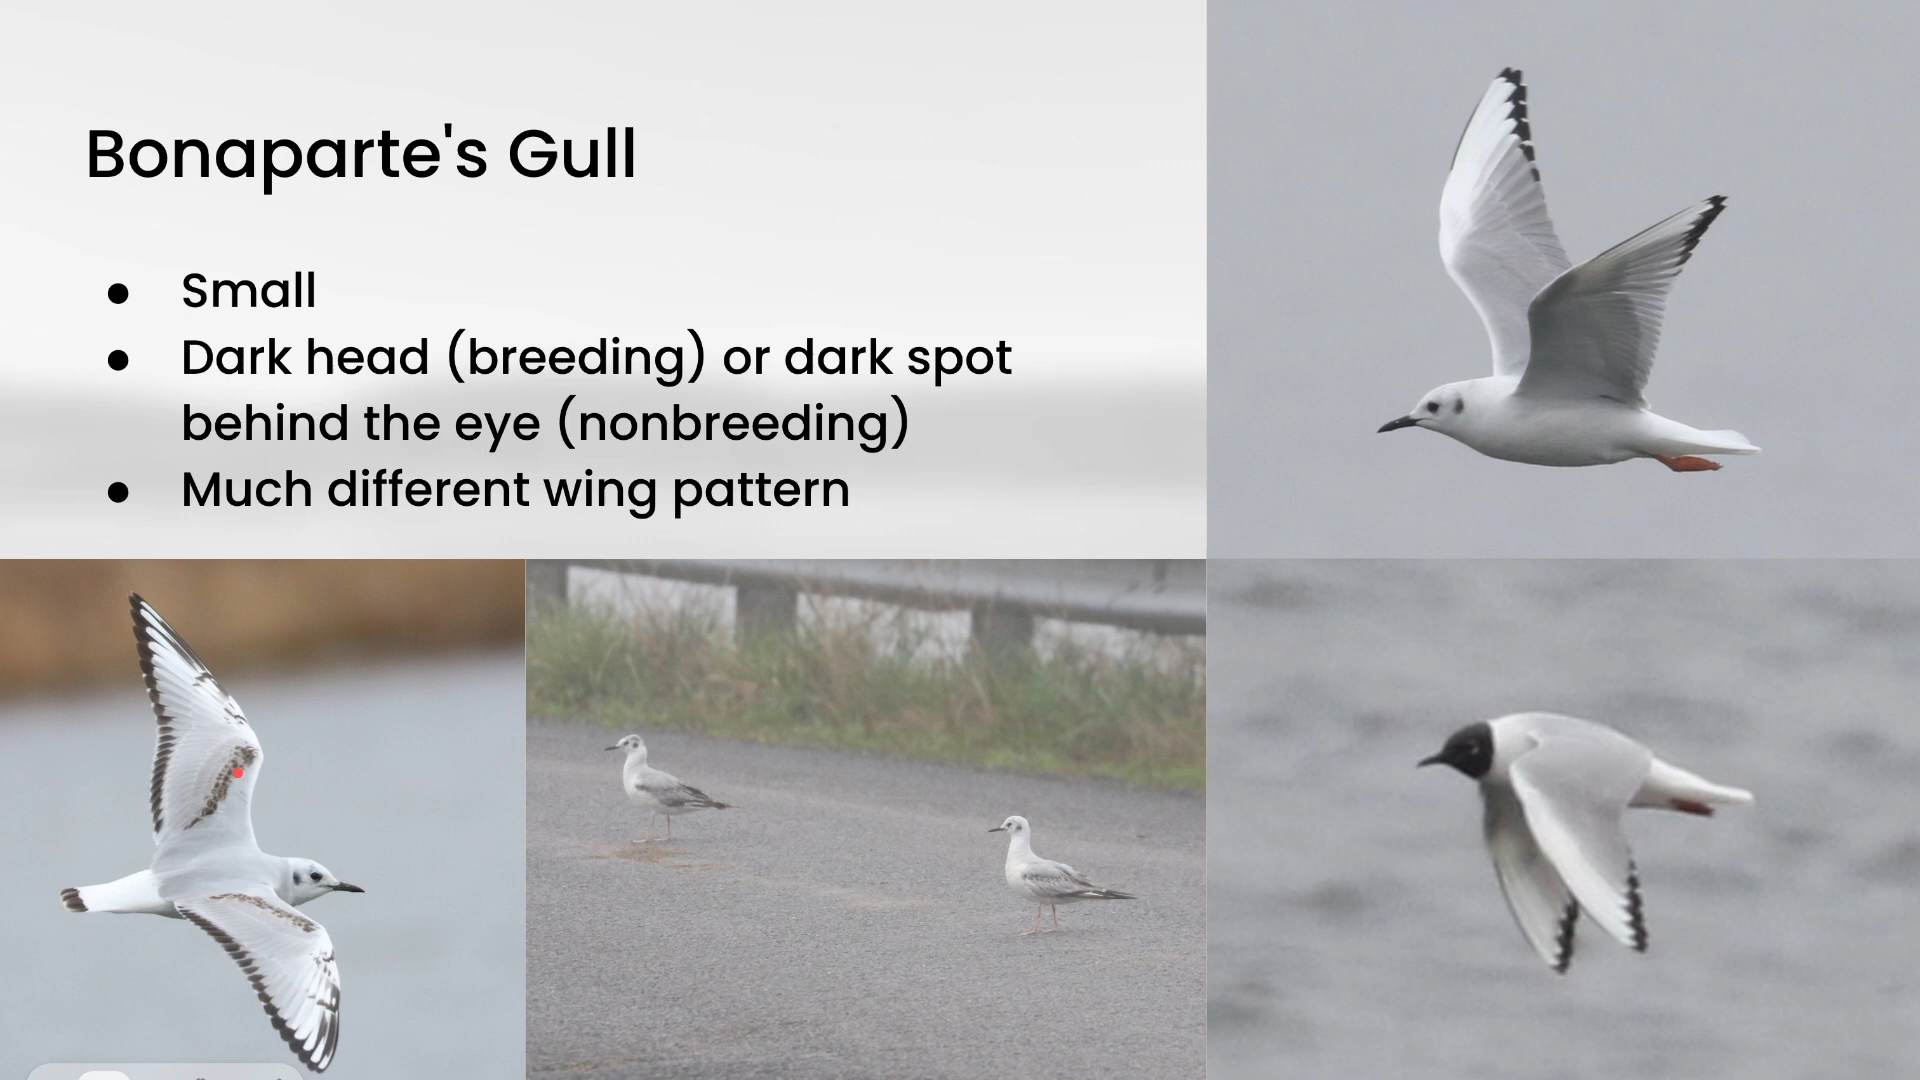 Bonaparte's Gull
● Small
● Dark head (breeding) or dark spot
behind the eye (nonbreeding)
● Much different wing pattern